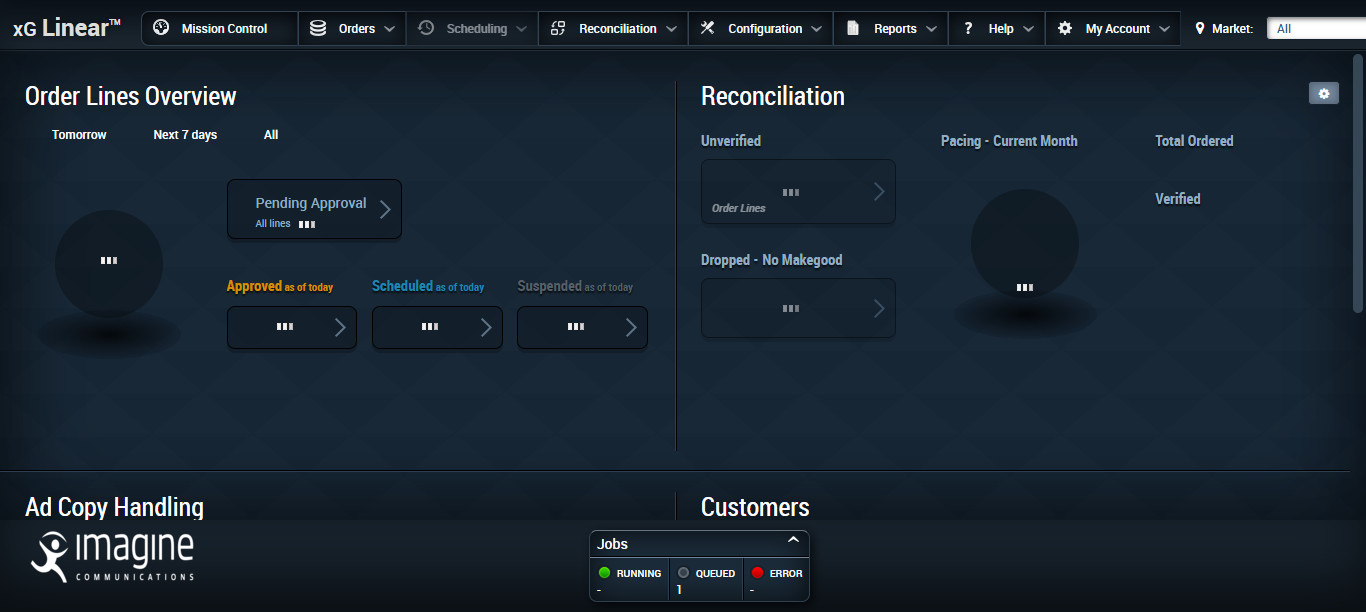 xG Linear™ Mission Control Orders Scheduling Reconciliation Configuration Reports ? Help My Account Market: All
Order Lines Overview
Tomorrow Next 7 days All
Pending Approval
All lines
Approved as of today Scheduled as of today Suspended as of today
Reconciliation
Unverified Pacing - Current Month Total Ordered
Order Lines
Verified
Dropped - No Makegood
Ad Copy Handling
Customers
imagine
COMMUNICATIONS
Jobs
RUNNING QUEUED ERROR
- 1 -